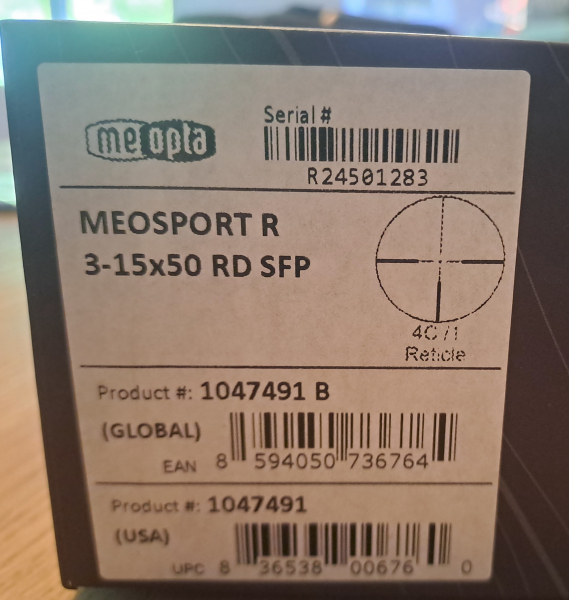 meopta
Serial #
R24501283
MEOSPORT R
3-15x50 RD SFP
4C /1
Reticle
Product #: 1047491 B
(GLOBAL)
EAN 8 594050 736764
Product #: 1047491
(USA)
UPC 8 36538 00676 0